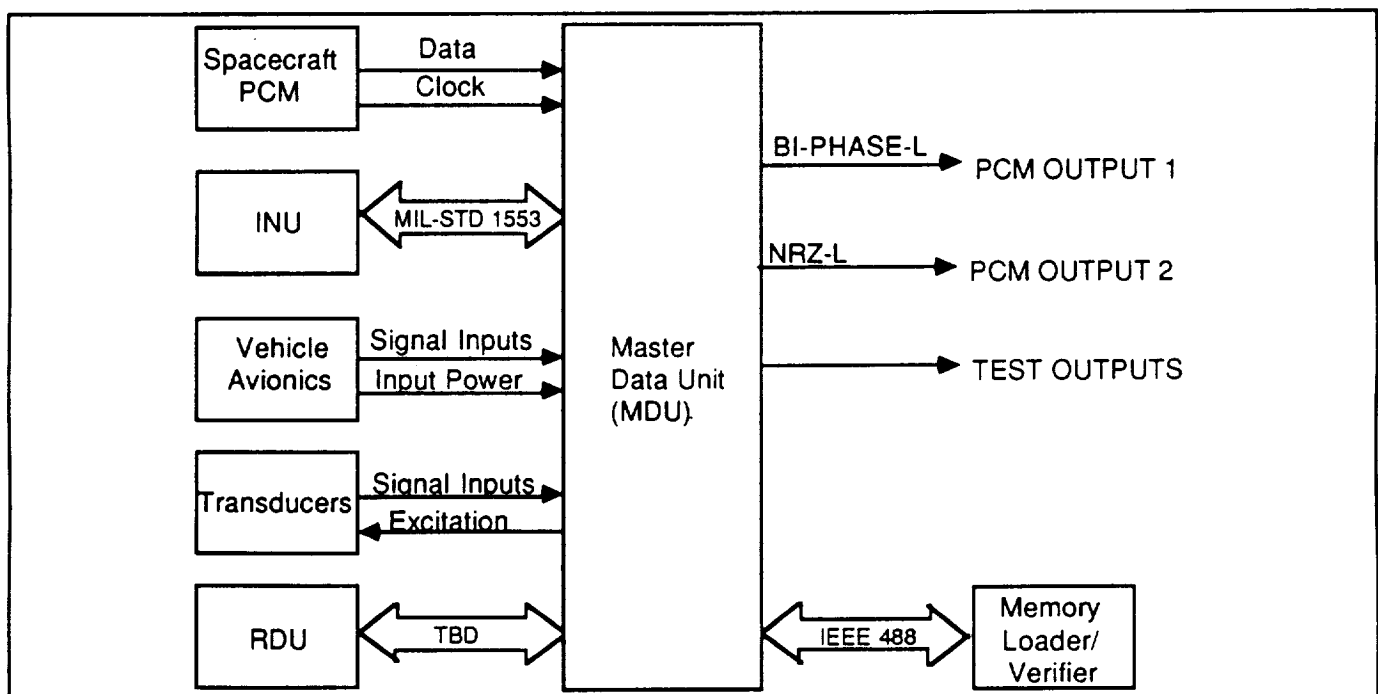 Spacecraft
PCM
Data
Clock
INU
MIL-STD 1553
Vehicle
Avionics
Signal Inputs
Input Power
Transducers
Signal Inputs
Excitation
RDU
TBD
Master
Data Unit
(MDU).
BI-PHASE-L
PCM OUTPUT 1
NRZ-L
PCM OUTPUT 2
TEST OUTPUTS
IEEE 488
Memory
Loader/
Verifier